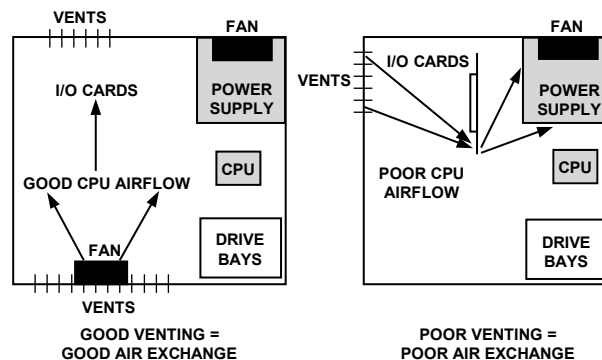 VENTS
FAN
I/O CARDS
POWER
SUPPLY
CPU
GOOD CPU AIRFLOW
FAN
DRIVE
BAYS
VENTS
GOOD VENTING =
GOOD AIR EXCHANGE
FAN
VENTS
I/O CARDS
POWER
SUPPLY
CPU
POOR CPU
AIRFLOW
DRIVE
BAYS
POOR VENTING =
POOR AIR EXCHANGE